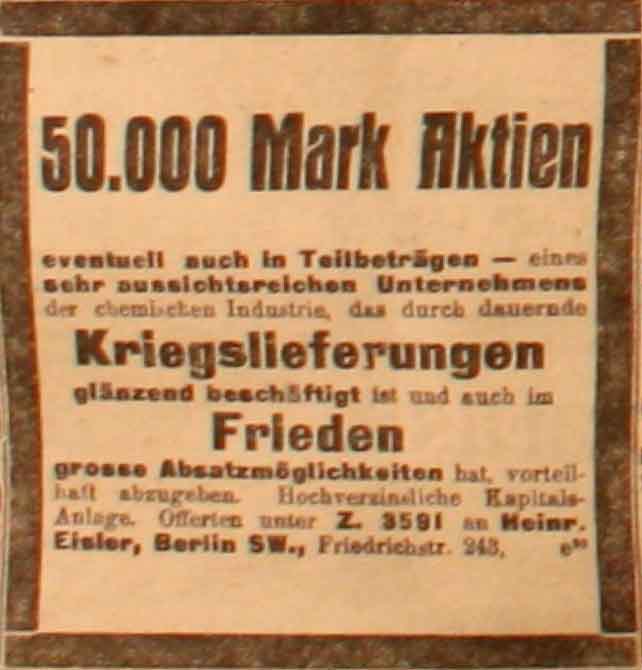 50.000 Mark Aktien
eventuell auch in Teilbeträgen — eines
sehr aussichtsreichen Unternehmens
der chemischen Industrie, das durch dauernde
Kriegslieferungen
glänzend beschäftigt ist und auch im
Frieden
grosse Absatzmöglichkeiten hat, vorteil-
haft abzugeben. Hochverzinsliche Kapitals-
Anlage. Offerten unter Z. 3591 an Heinr.
Eisler, Berlin SW., Friedrichstr. 243,